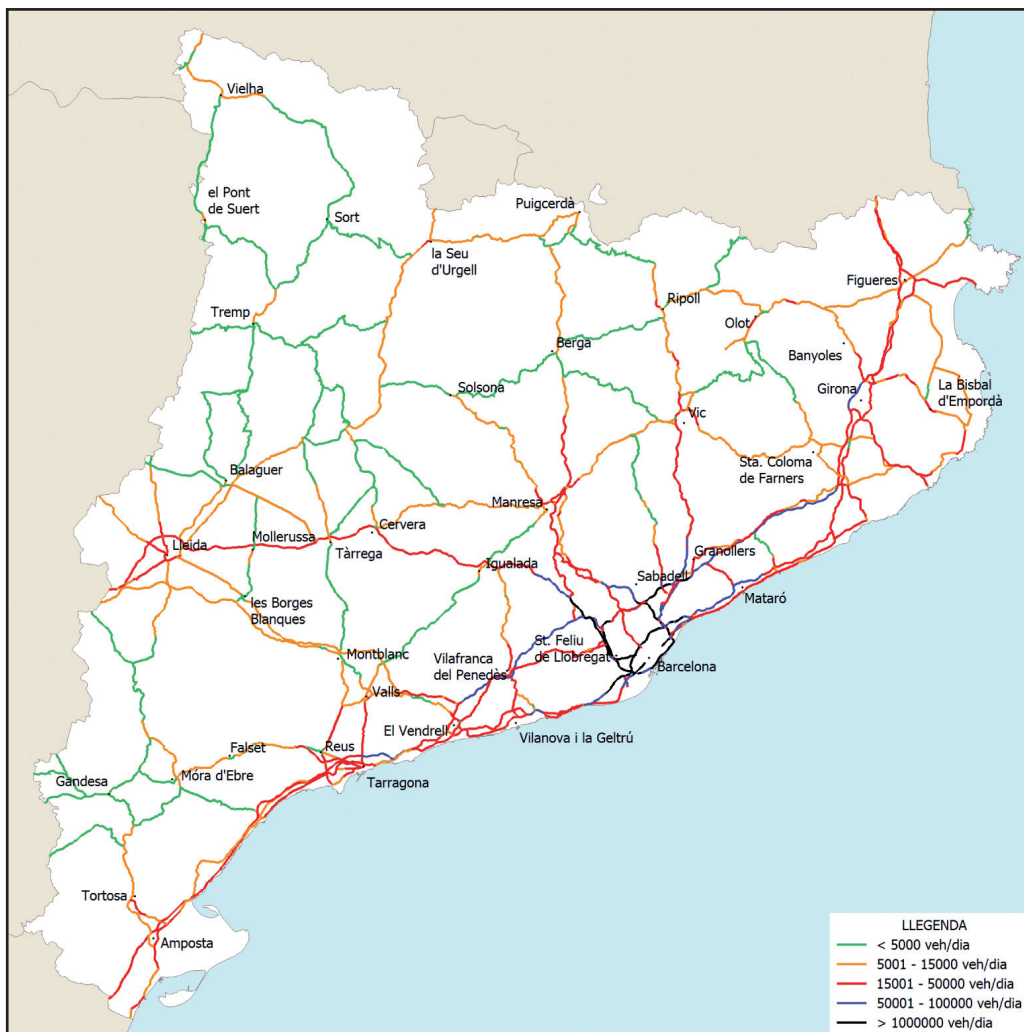 Vielha
el Pont
de Suert
Sort
Puigcerdà
la Seu
d'Urgell
Figueres
Ripoll
Tremp
Olot
Berga
Banyoles
Solsona
Girona
La Bisbal
d'Empordà
Vic
Sta. Coloma
de Farners
Balaguer
Manresa
Cervera
Lleida
Mollerussa
Tàrrega
Granollers
Igualada
Sabadell
Mataró
les Borges
Blanques
St. Feliu
de Llobregat
Montblanc
Vilafranca
del Penedès
Barcelona
Valls
El Vendrell
Vilanova i la Geltrú
Falset
Reus
Móra d'Ebre
Gandesa
Tarragona
Tortosa
Amposta
LLEGENDA
< 5000 veh/dia
5001 - 15000 veh/dia
15001 - 50000 veh/dia
50001 - 100000 veh/dia
> 1000000 veh/dia